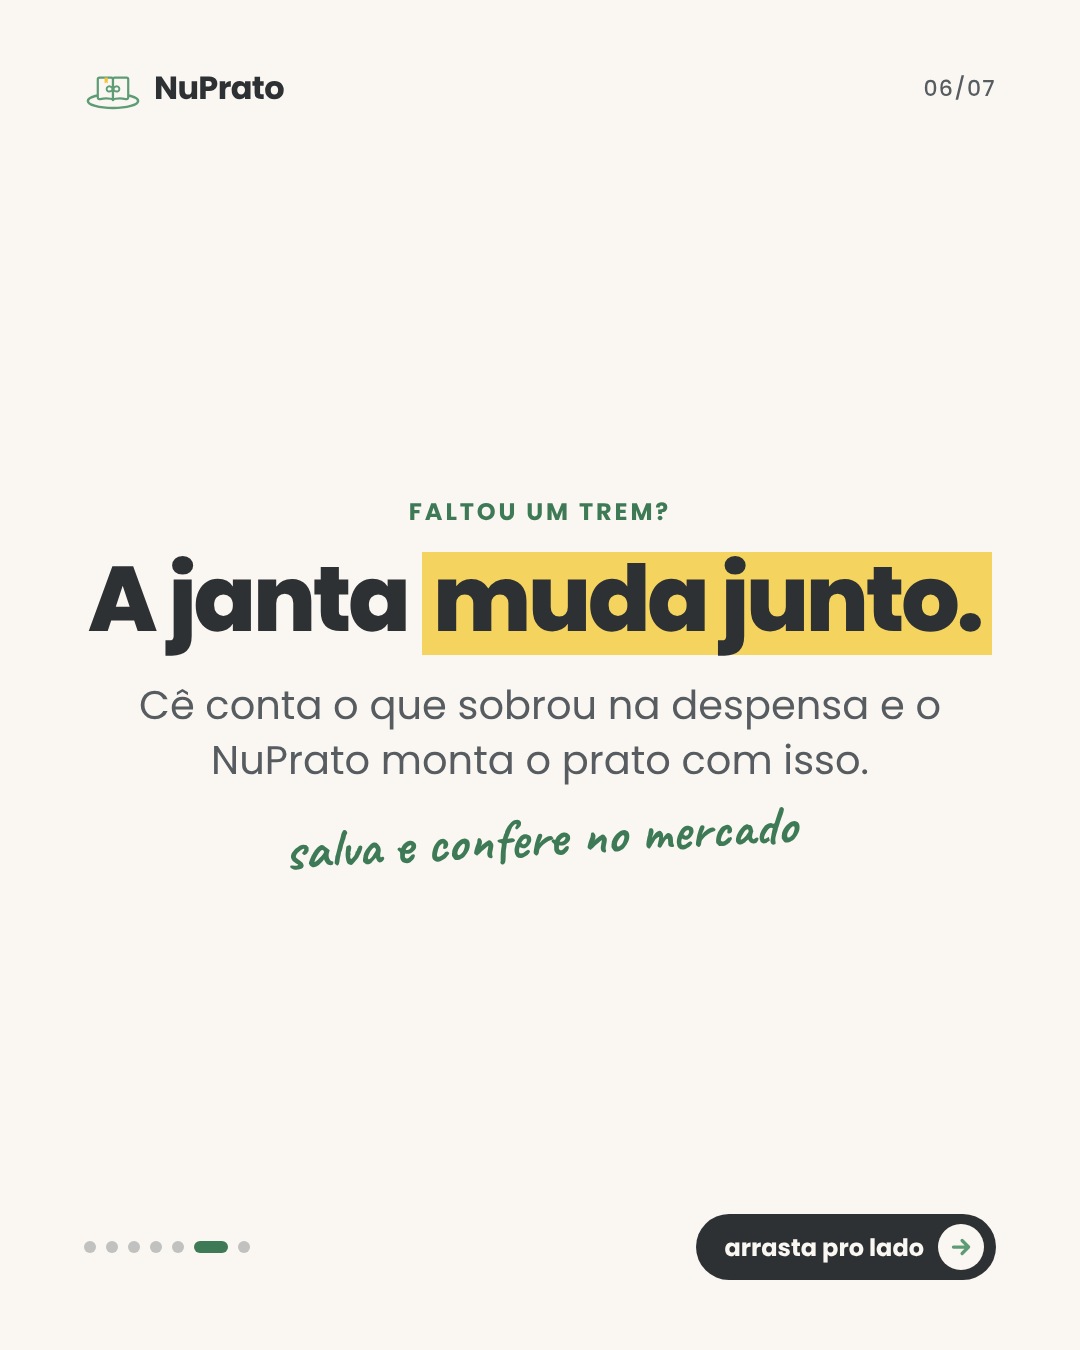 NuPrato
06/07
FALTOU UM TREM?
A janta muda junto.
Cê conta o que sobrou na despensa e o
NuPrato monta o prato com isso.
salva e confere no mercado
arrasta pro lado